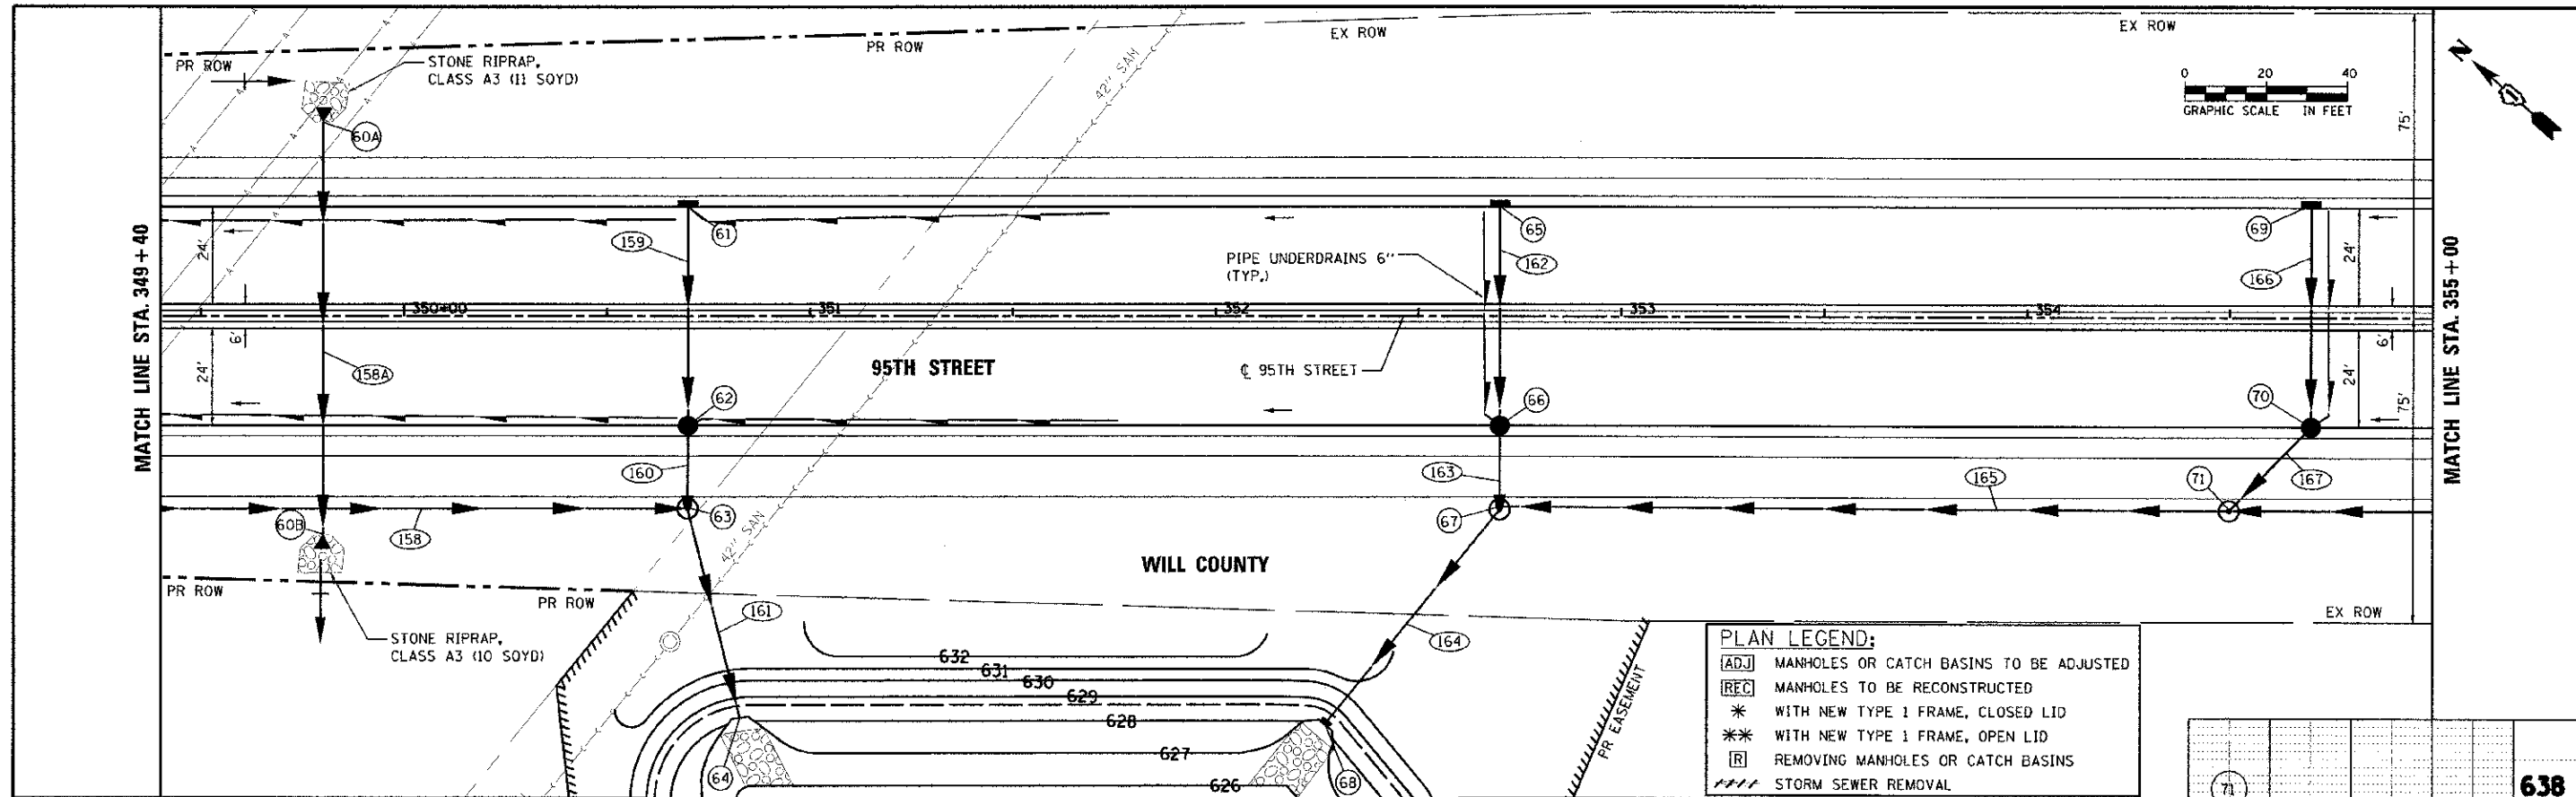 PR ROW
EX ROW
EX ROW
PR ROW
STONE RIPRAP,
CLASS A3 (11 SQYD)
42" SAN
N
0 20 40
GRAPHIC SCALE IN FEET
75'
60A
MATCH LINE STA. 349+40
24'
159
61
65
69
PIPE UNDERDRAINS 6"
(TYP.)
162
166
24'
MATCH LINE STA. 355+00
350+00
351
352
353
354
6'
6'
24'
158A
95TH STREET
℄ 95TH STREET
24'
62
66
70
75'
160
163
165
71
167
60B
158
63
67
42" SAN
WILL COUNTY
PR ROW
PR ROW
161
EX ROW
STONE RIPRAP,
CLASS A3 (10 SQYD)
164
632
631
630
629
628
627
626
64
68
PR EASEMENT
PLAN LEGEND:
ADJ MANHOLES OR CATCH BASINS TO BE ADJUSTED
REC MANHOLES TO BE RECONSTRUCTED
* WITH NEW TYPE 1 FRAME, CLOSED LID
** WITH NEW TYPE 1 FRAME, OPEN LID
R REMOVING MANHOLES OR CATCH BASINS
STORM SEWER REMOVAL
71
638